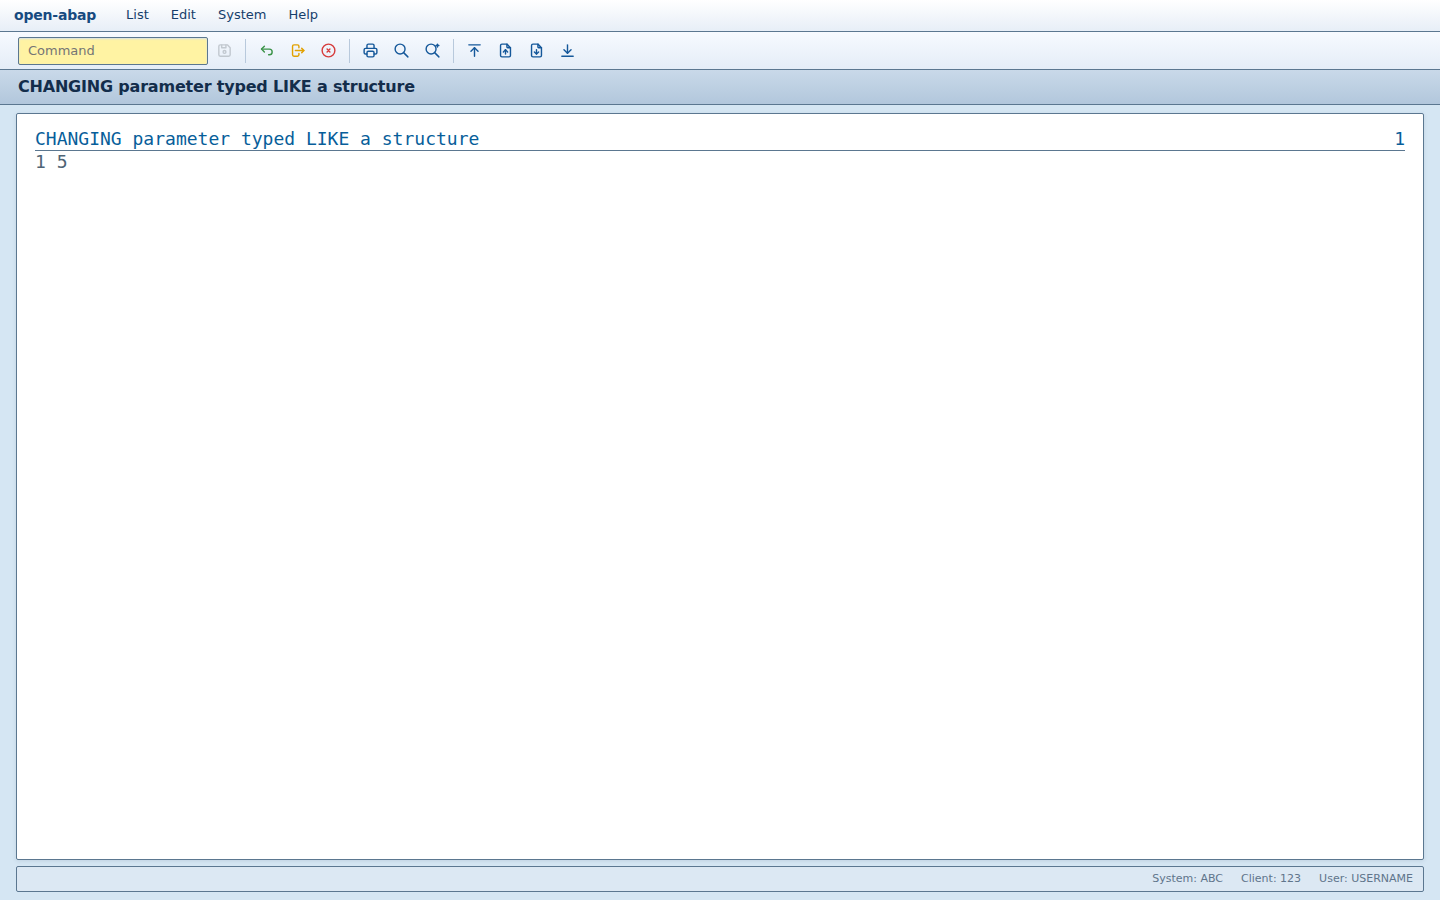 open-abap List Edit System Help
Command
CHANGING parameter typed LIKE a structure
CHANGING parameter typed LIKE a structure 1
1 5
System: ABC Client: 123 User: USERNAME